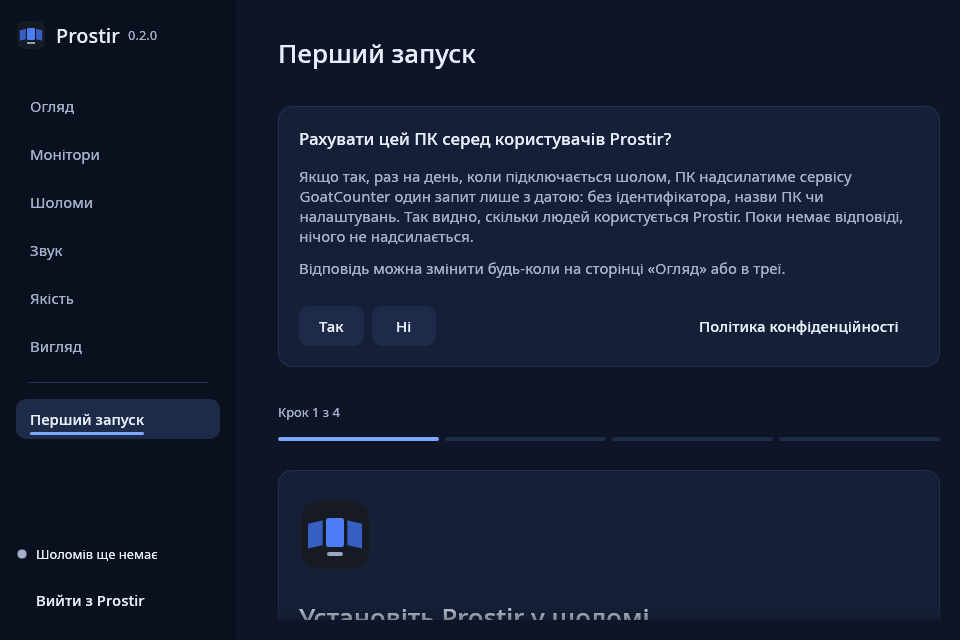 Prostir 0.2.0
Огляд
Монітори
Шоломи
Звук
Якість
Вигляд
Перший запуск
Шоломів ще немає
Вийти з Prostir
Перший запуск
Рахувати цей ПК серед користувачів Prostir?
Якщо так, раз на день, коли підключається шолом, ПК надсилатиме сервісу
GoatCounter один запит лише з датою: без ідентифікатора, назви ПК чи
налаштувань. Так видно, скільки людей користується Prostir. Поки немає відповіді,
нічого не надсилається.
Відповідь можна змінити будь-коли на сторінці «Огляд» або в треї.
Так
Ні
Політика конфіденційності
Крок 1 з 4
Установіть Prostir у шоломі